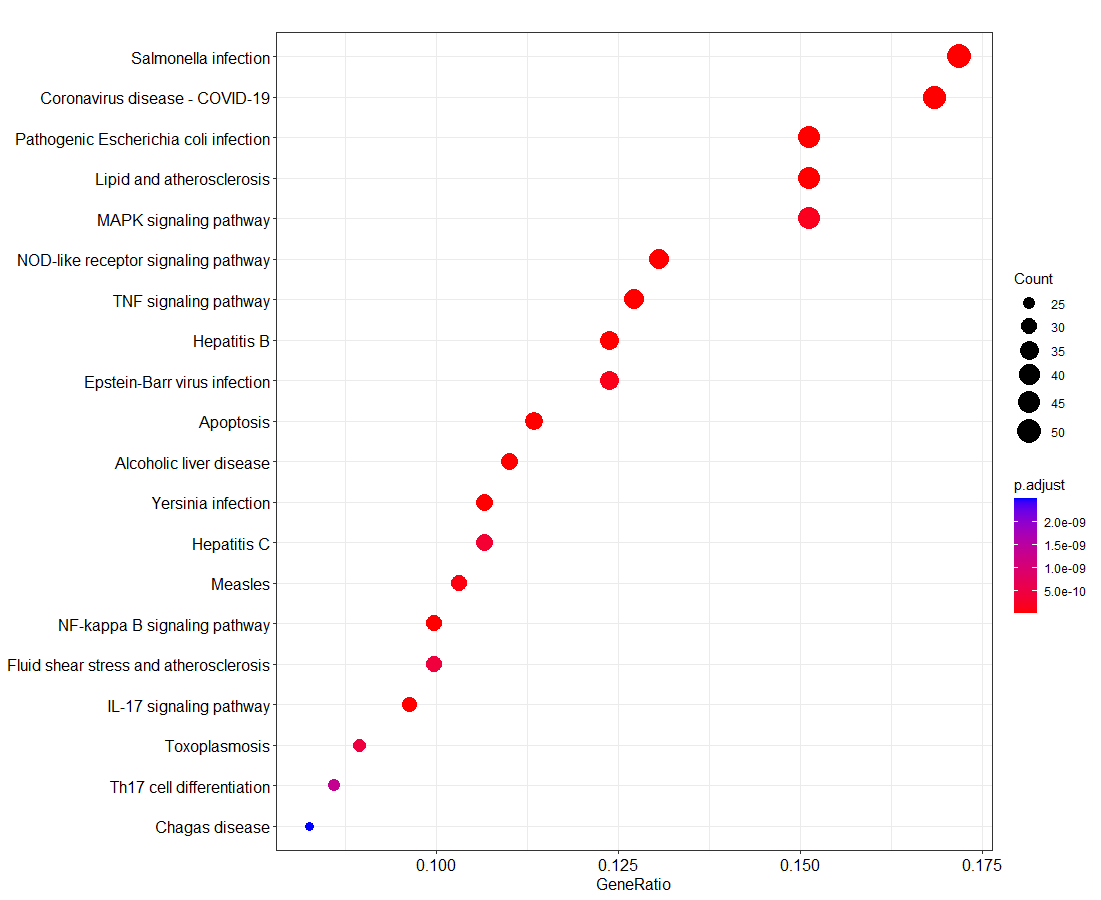 Salmonella infection
Coronavirus disease - COVID-19
Pathogenic Escherichia coli infection
Lipid and atherosclerosis
MAPK signaling pathway
NOD-like receptor signaling pathway
TNF signaling pathway
Hepatitis B
Epstein-Barr virus infection
Apoptosis
Alcoholic liver disease
Yersinia infection
Hepatitis C
Measles
NF-kappa B signaling pathway
Fluid shear stress and atherosclerosis
IL-17 signaling pathway
Toxoplasmosis
Th17 cell differentiation
Chagas disease
0.100 0.125 0.150 0.175
GeneRatio
Count
25
30
35
40
45
50
p.adjust
2.0e-09
1.5e-09
1.0e-09
5.0e-10